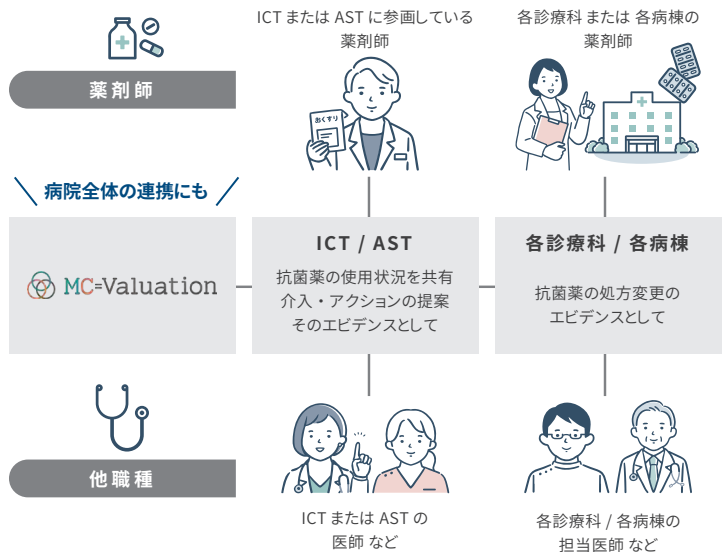 ICT または AST に参画している
薬剤師
各診療科 または 各病棟の
薬剤師
薬剤師
おくすり
病院全体の連携にも
MC=Valuation
ICT / AST
抗菌薬の使用状況を共有
介入・アクションの提案
そのエビデンスとして
各診療科 / 各病棟
抗菌薬の処方変更の
エビデンスとして
他職種
ICT または AST の
医師 など
各診療科 / 各病棟の
担当医師 など